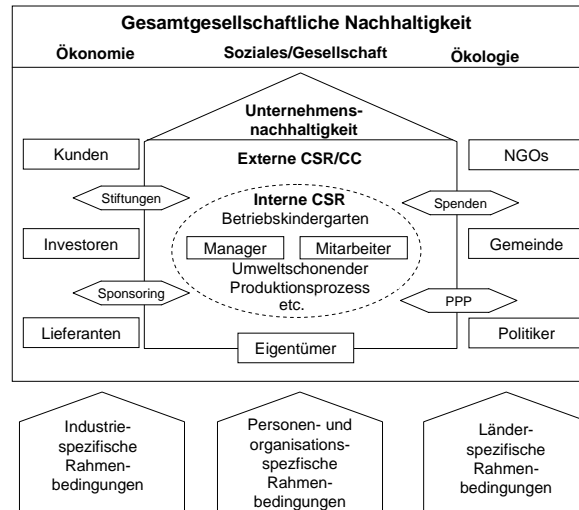 Gesamtgesellschaftliche Nachhaltigkeit
Ökonomie Soziales/Gesellschaft Ökologie
Unternehmens-
nachhaltigkeit
Externe CSR/CC
Kunden
NGOs
Stiftungen
Spenden
Interne CSR
Betriebskindergarten
Investoren
Manager
Mitarbeiter
Gemeinde
Umweltschonender
Produktionsprozess
etc.
Sponsoring
PPP
Lieferanten
Eigentümer
Politiker
Industrie-
spezifische
Rahmen-
bedingungen
Personen- und
organisations-
spezfische
Rahmen-
bedingungen
Länder-
spezifische
Rahmen-
bedingungen